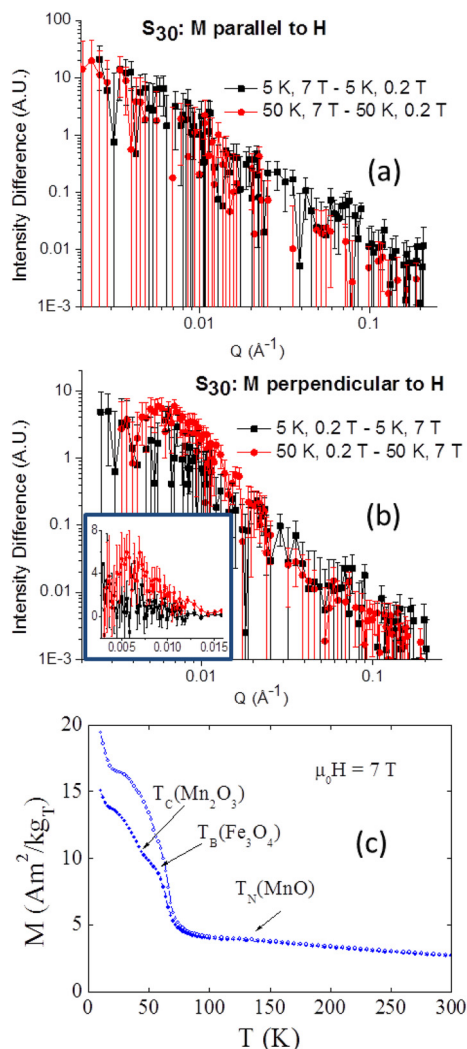 S30: M parallel to H
5 K, 7 T - 5 K, 0.2 T
50 K, 7 T - 50 K, 0.2 T
(a)
Intensity Difference (A.U.)
100
10
1
0.1
0.01
1E-3
0.01 0.1
Q (Å⁻¹)
S30: M perpendicular to H
5 K, 0.2 T - 5 K, 7 T
50 K, 0.2 T - 50 K, 7 T
(b)
Intensity Difference (A.U.)
10
1
0.1
0.01
1E-3
8
4
0
0.005 0.010 0.015
0.01 0.1
Q (Å⁻¹)
20
15
10
5
0
M (Am²/kgT)
μ0H = 7 T
TC(Mn2O3)
(c)
TB(Fe3O4)
TN(MnO)
0 50 100 150 200 250 300
T (K)